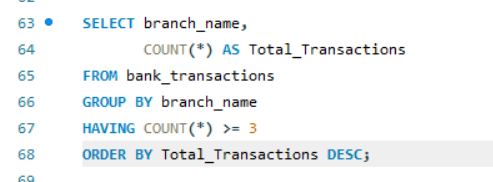 63 SELECT branch_name,
64 COUNT(*) AS Total_Transactions
65 FROM bank_transactions
66 GROUP BY branch_name
67 HAVING COUNT(*) >= 3
68 ORDER BY Total_Transactions DESC;